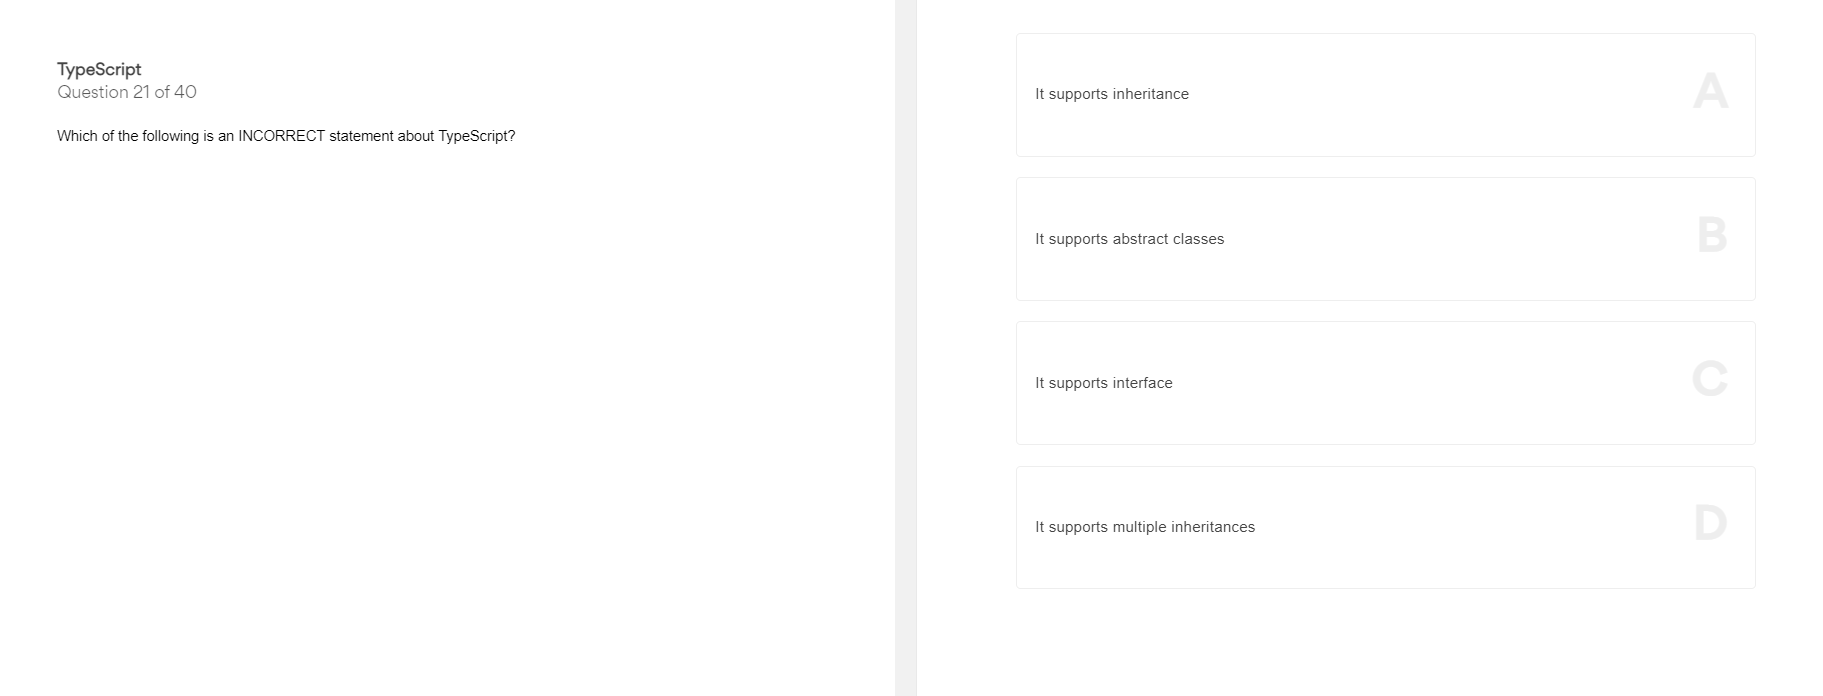 TypeScript
Question 21 of 40
Which of the following is an INCORRECT statement about TypeScript?
It supports inheritance
A
It supports abstract classes
B
It supports interface
C
It supports multiple inheritances
D